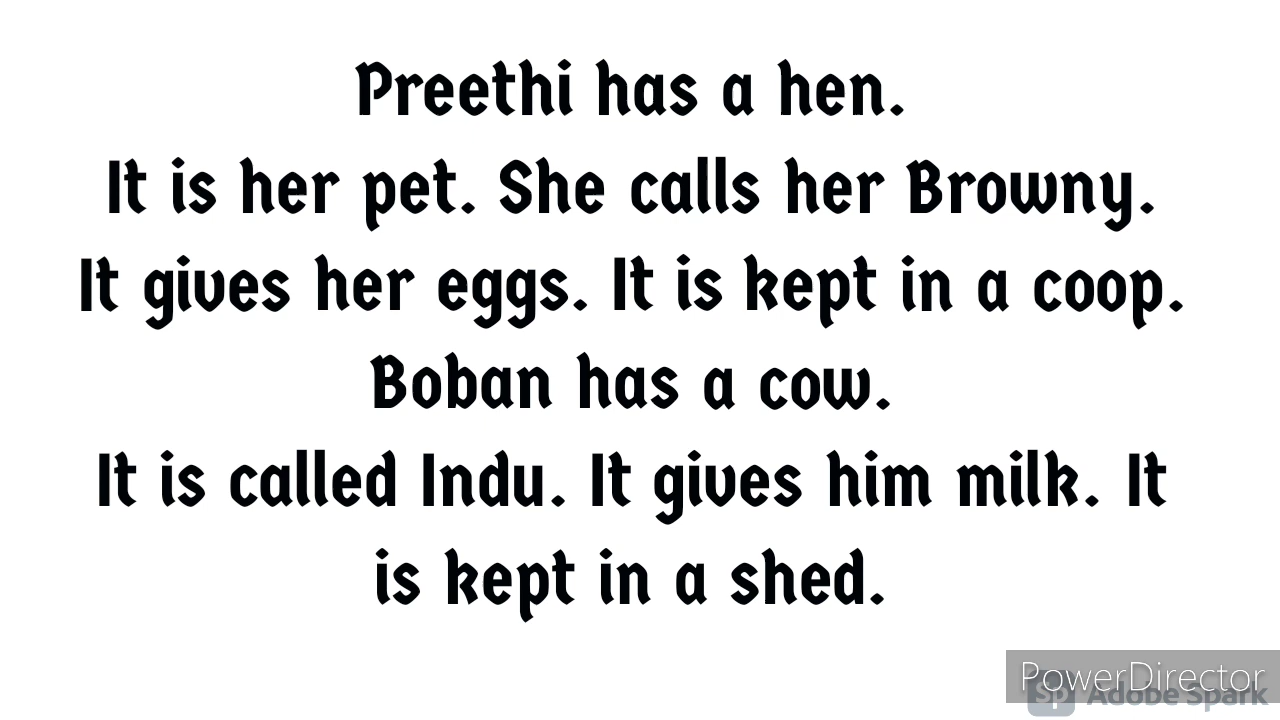 Preethi has a hen.
It is her pet. She calls her Browny.
It gives her eggs. It is kept in a coop.
Boban has a cow.
It is called Indu. It gives him milk. It
is kept in a shed.
PowerDirector
Sp Adobe Spark